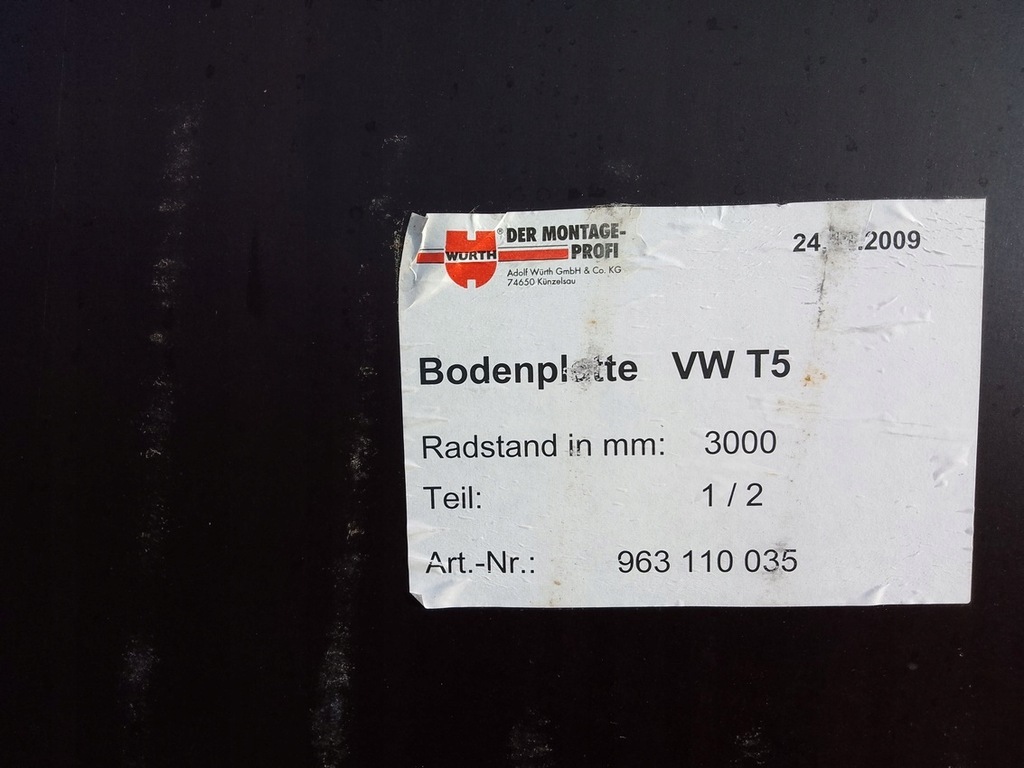 WÜRTH
® DER MONTAGE-
PROFI
Adolf Würth GmbH & Co. KG
74650 Künzelsau
Bodenplatte VW T5
Radstand in mm: 3000
Teil: 1 / 2
Art.-Nr.: 963 110 035